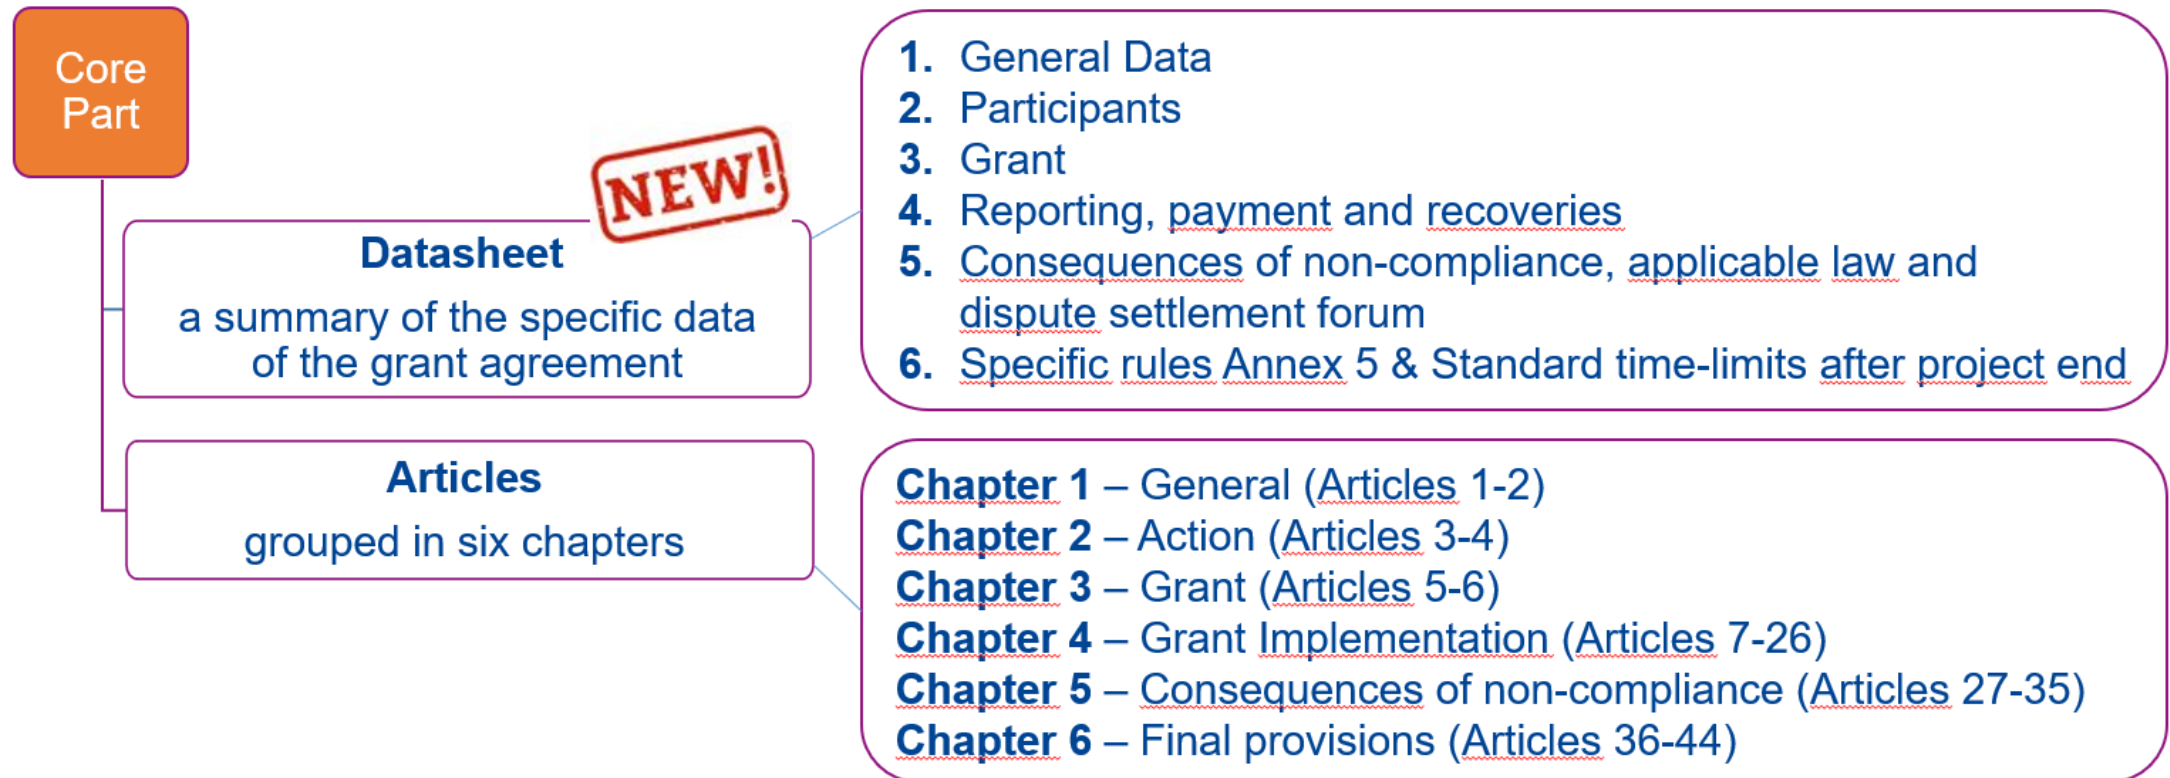 Core
Part
NEW!
Datasheet
a summary of the specific data
of the grant agreement
1. General Data
2. Participants
3. Grant
4. Reporting, payment and recoveries
5. Consequences of non-compliance, applicable law and
dispute settlement forum
6. Specific rules Annex 5 & Standard time-limits after project end
Articles
grouped in six chapters
Chapter 1 – General (Articles 1-2)
Chapter 2 – Action (Articles 3-4)
Chapter 3 – Grant (Articles 5-6)
Chapter 4 – Grant Implementation (Articles 7-26)
Chapter 5 – Consequences of non-compliance (Articles 27-35)
Chapter 6 – Final provisions (Articles 36-44)